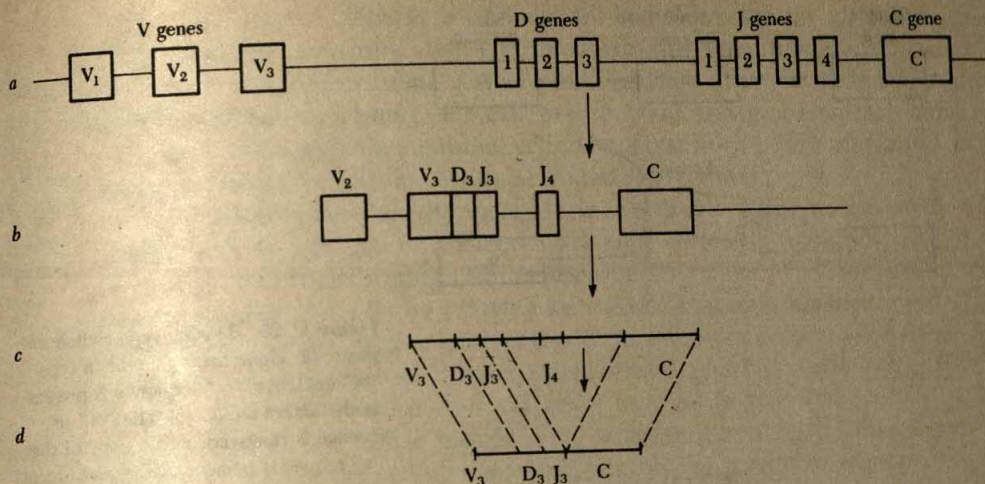 V genes D genes J genes C gene
a V₁ V₂ V₃ 1 2 3 1 2 3 4 C
V₂ V₃ D₃ J₃ J₄ C
b
c
V₃ D₃ J₃ J₄ C
d
V₃ D₃ J₃ C